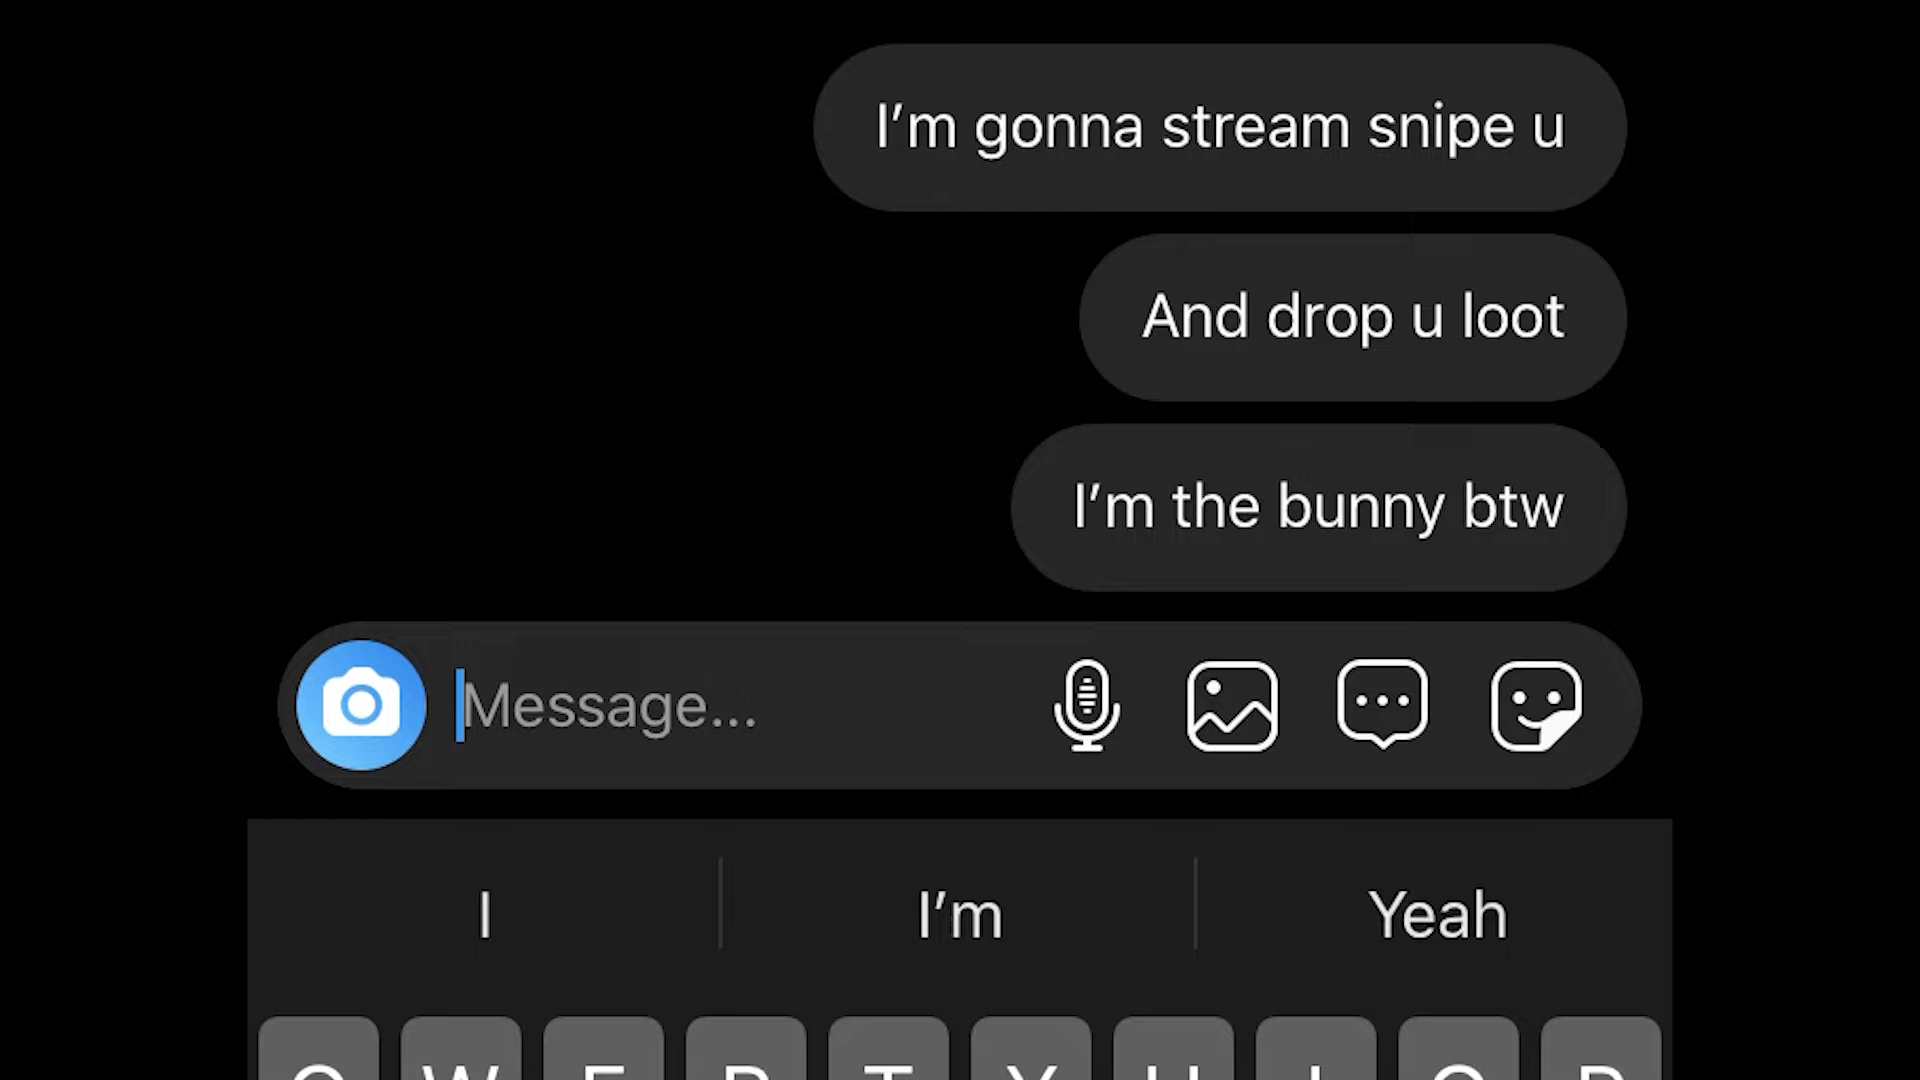 I’m gonna stream snipe u
And drop u loot
I’m the bunny btw
Message...
I
I’m
Yeah
Q W E R T Y U I O P